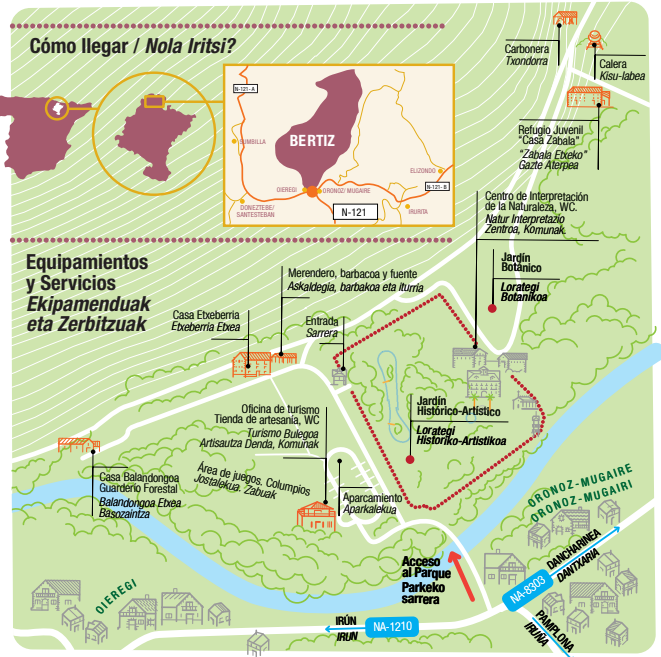 Cómo llegar / Nola Iritsi?
Carbonera
Txondorra
Calera
Kisu-labea
N-121-A
SUMBILLA
BERTIZ
ELIZONDO
OIEREGI
ORONOZ/ MUGAIRE
N-121- B
DONEZTEBE/
SANTESTEBAN
N-121
IRURITA
Refugio Juvenil
"Casa Zabala"
"Zabala Etxeko"
Gazte Aterpea
Centro de Interpretación
de la Naturaleza, WC.
Natur Interpretazio
Zentroa, Komunak.
Jardín
Botánico
Lorategi
Botanikoa
Equipamientos
y Servicios
Ekipamenduak
eta Zerbitzuak
Merendero, barbacoa y fuente
Askaldegia, barbakoa eta iturria
Casa Etxeberria
Etxeberria Etxea
Entrada
Sarrera
Jardín
Histórico-Artístico
Lorategi
Historiko-Artistikoa
Oficina de turismo
Tienda de artesanía, WC
Turismo Bulegoa
Artisautza Denda, Komunak
Área de juegos. Columpios
Jostalekua. Zabuak
Aparcamiento
Aparkalekua
Casa Balandongoa
Guarderío Forestal
Balandongoa Etxea
Basozaintza
ORONOZ-MUGAIRE
ORONOZ-MUGAIRI
Acceso
al Parque
Parkeko
sarrera
NA-8303
DANCHARINEA
DANTXARIA
OIEREGI
IRÚN
IRUN
NA-1210
PAMPLONA
IRUÑA